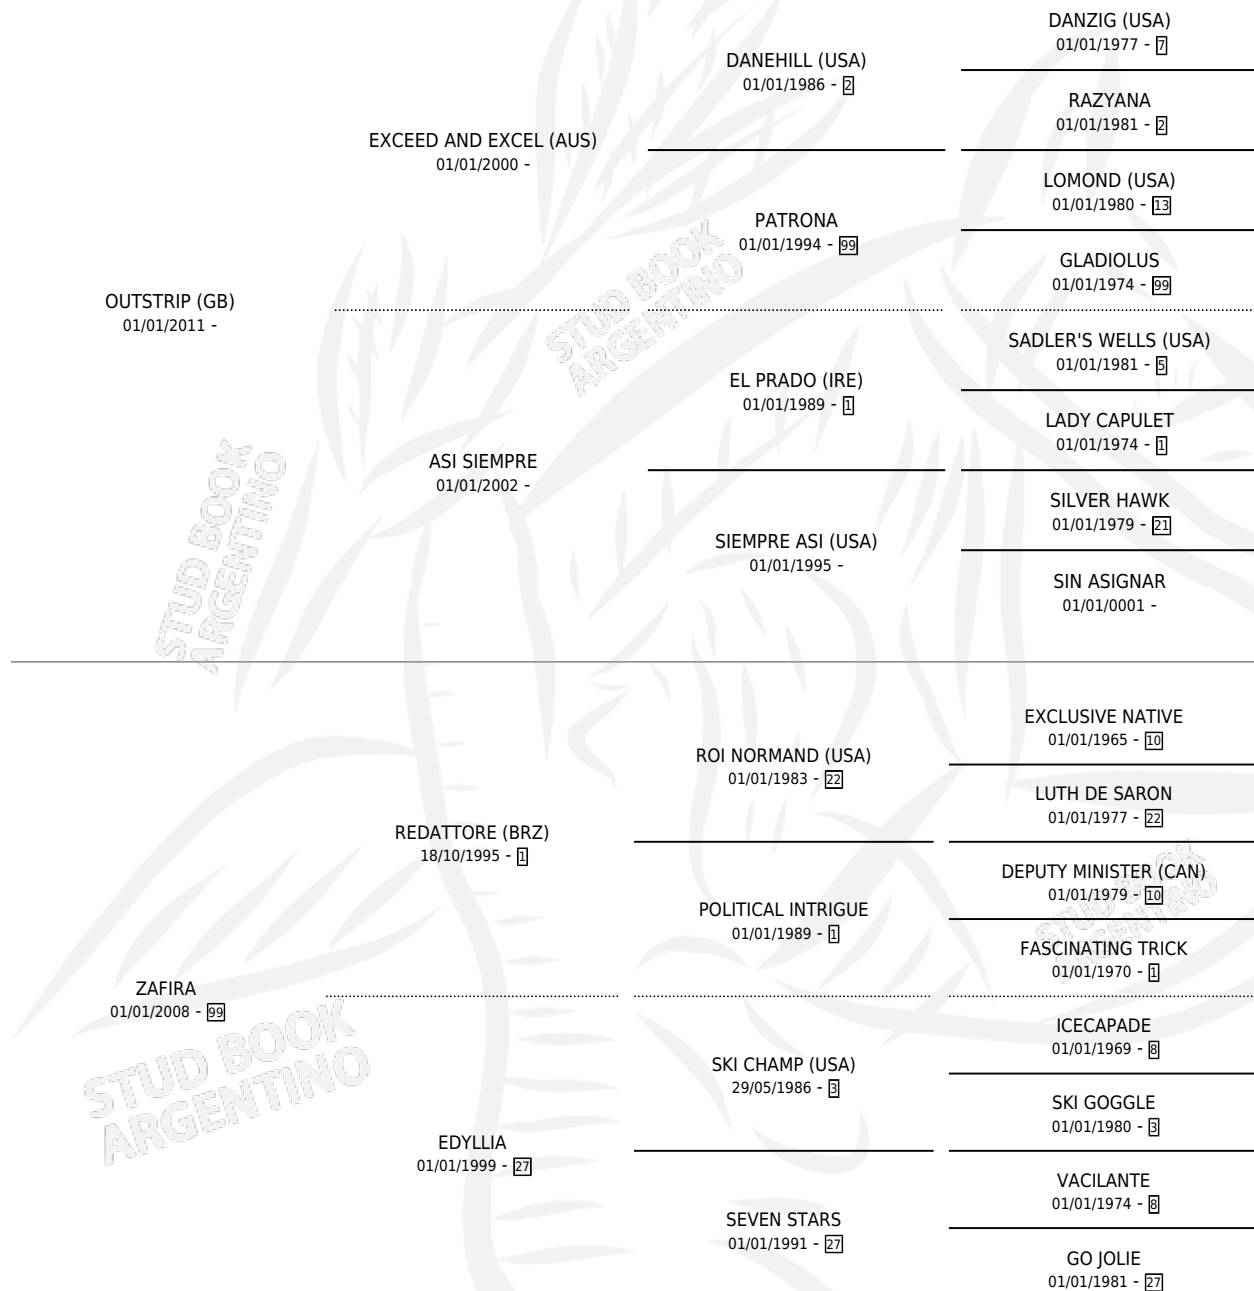 DANZIG (USA)
01/01/1977 - 7
DANEHILL (USA)
01/01/1986 - 2
RAZYANA
01/01/1981 - 2
EXCEED AND EXCEL (AUS)
01/01/2000 -
LOMOND (USA)
01/01/1980 - 13
PATRONA
01/01/1994 - 99
GLADIOLUS
01/01/1974 - 99
OUTSTRIP (GB)
01/01/2011 -
STUD BOOK
ARGENTINO
SADLER'S WELLS (USA)
01/01/1981 - 5
EL PRADO (IRE)
01/01/1989 - 1
LADY CAPULET
01/01/1974 - 1
ASI SIEMPRE
01/01/2002 -
SILVER HAWK
01/01/1979 - 21
SIEMPRE ASI (USA)
01/01/1995 -
SIN ASIGNAR
01/01/0001 -
STUD BOOK
ARGENTINO
EXCLUSIVE NATIVE
01/01/1965 - 10
ROI NORMAND (USA)
01/01/1983 - 22
LUTH DE SARON
01/01/1977 - 22
REDATTORE (BRZ)
18/10/1995 - 1
DEPUTY MINISTER (CAN)
01/01/1979 - 10
POLITICAL INTRIGUE
01/01/1989 - 1
FASCINATING TRICK
01/01/1970 - 1
STUD BOOK
ARGENTINO
ZAFIRA
01/01/2008 - 99
ICECAPADE
01/01/1969 - 8
SKI CHAMP (USA)
29/05/1986 - 3
SKI GOGGLE
01/01/1980 - 3
STUD BOOK
ARGENTINO
EDYLLIA
01/01/1999 - 27
VACILANTE
01/01/1974 - 8
SEVEN STARS
01/01/1991 - 27
GO JOLIE
01/01/1981 - 27